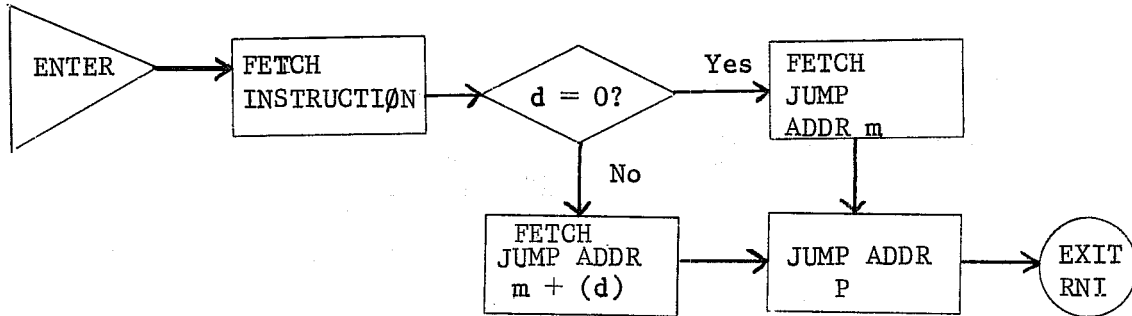 ENTER
FETCH
INSTRUCTIØN
d = 0?
Yes
FETCH
JUMP
ADDR m
No
FETCH
JUMP ADDR
m + (d)
JUMP ADDR
P
EXIT
RNI